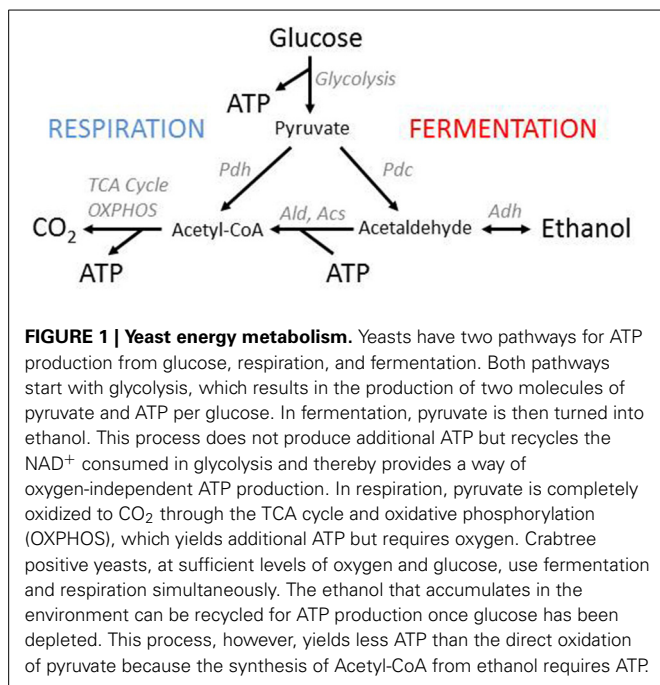 Glucose
Glycolysis
ATP
RESPIRATION
Pyruvate
FERMENTATION
Pdh
Pdc
TCA Cycle
OXPHOS
Ald, Acs
Adh
CO₂
Acetyl-CoA
Acetaldehyde
Ethanol
ATP
ATP
FIGURE 1 | Yeast energy metabolism. Yeasts have two pathways for ATP
production from glucose, respiration, and fermentation. Both pathways
start with glycolysis, which results in the production of two molecules of
pyruvate and ATP per glucose. In fermentation, pyruvate is then turned into
ethanol. This process does not produce additional ATP but recycles the
NAD⁺ consumed in glycolysis and thereby provides a way of
oxygen-independent ATP production. In respiration, pyruvate is completely
oxidized to CO₂ through the TCA cycle and oxidative phosphorylation
(OXPHOS), which yields additional ATP but requires oxygen. Crabtree
positive yeasts, at sufficient levels of oxygen and glucose, use fermentation
and respiration simultaneously. The ethanol that accumulates in the
environment can be recycled for ATP production once glucose has been
depleted. This process, however, yields less ATP than the direct oxidation
of pyruvate because the synthesis of Acetyl-CoA from ethanol requires ATP.